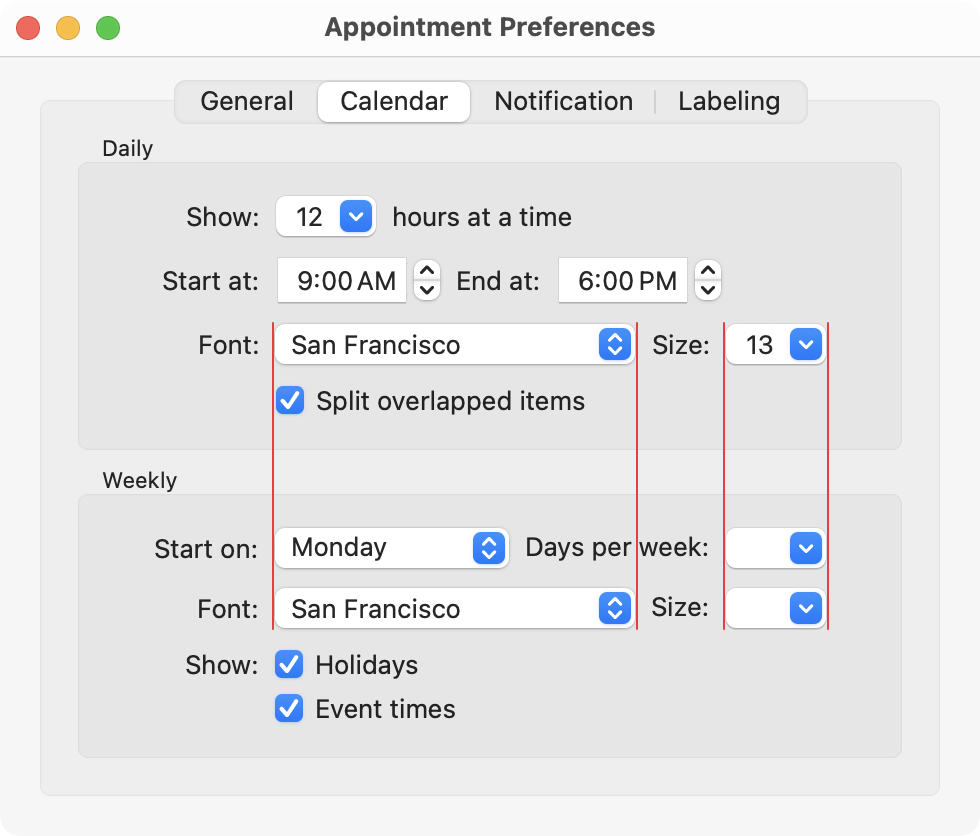 Appointment Preferences
General Calendar Notification Labeling
Daily
Show: 12 hours at a time
Start at: 9:00 AM End at: 6:00 PM
Font: San Francisco Size: 13
Split overlapped items
Weekly
Start on: Monday Days per week:
Font: San Francisco Size:
Show: Holidays
Event times